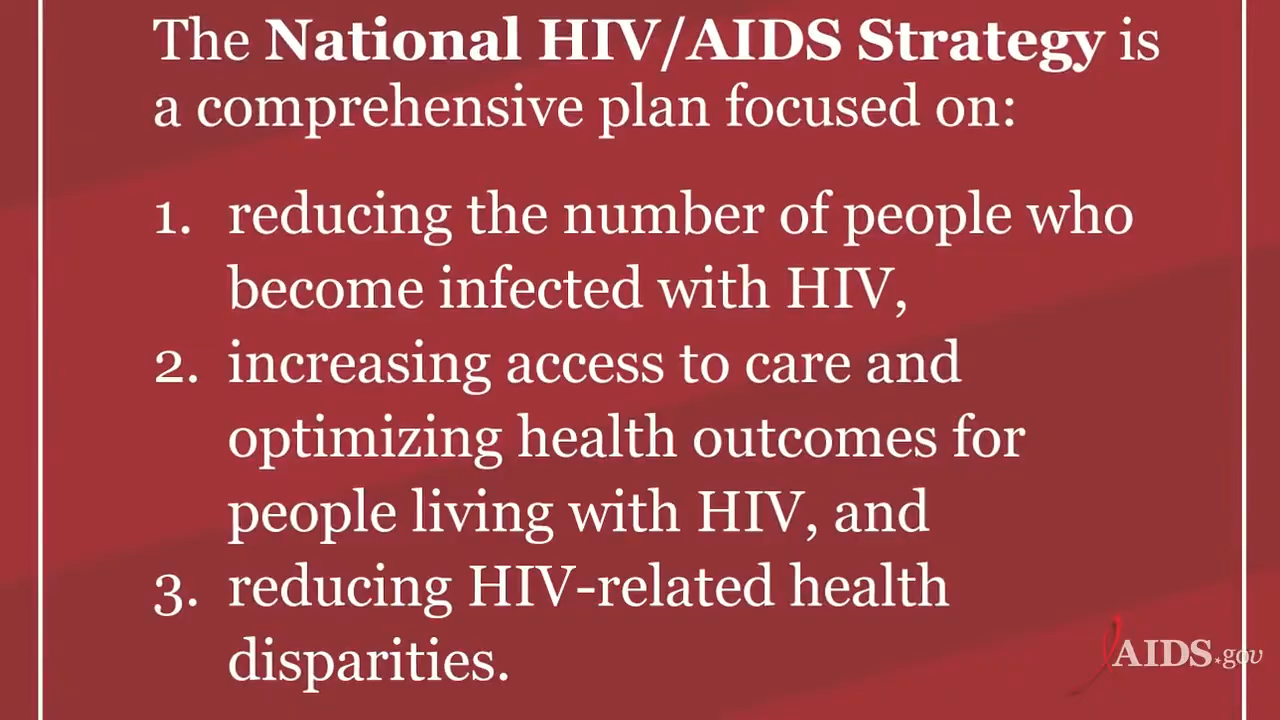 The National HIV/AIDS Strategy is
a comprehensive plan focused on:
1. reducing the number of people who
become infected with HIV,
2. increasing access to care and
optimizing health outcomes for
people living with HIV, and
3. reducing HIV-related health
disparities.
AIDS.gov